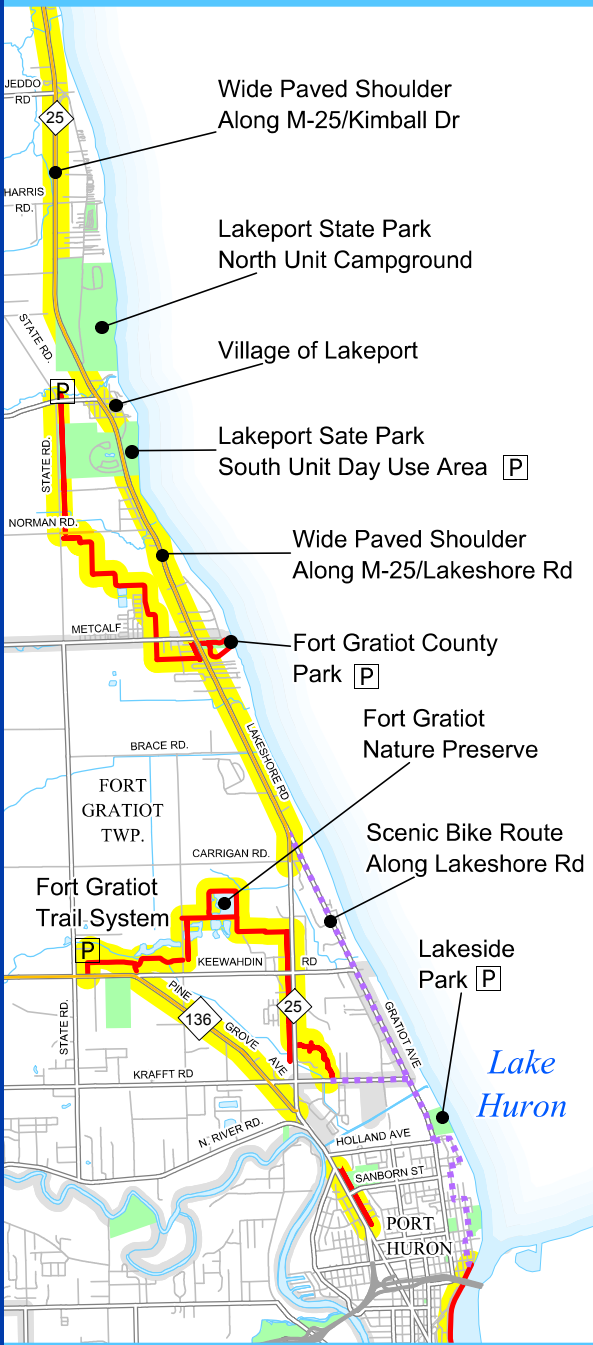 JEDDO
RD
25
Wide Paved Shoulder
Along M-25/Kimball Dr
HARRIS
RD.
Lakeport State Park
North Unit Campground
STATE RD.
Village of Lakeport
P
Lakeport Sate Park
South Unit Day Use Area P
STATE RD.
NORMAN RD.
Wide Paved Shoulder
Along M-25/Lakeshore Rd
METCALF
Fort Gratiot County
Park P
Fort Gratiot
Nature Preserve
LAKESHORE RD
BRACE RD.
FORT
GRATIOT
TWP.
Scenic Bike Route
Along Lakeshore Rd
CARRIGAN RD.
Fort Gratiot
Trail System
P
Lakeside
Park P
KEEWAHDIN RD
PINE GROVE AVE
136
25
STATE RD.
GRATIOT AVE
Lake
Huron
KRAFFT RD
N. RIVER RD.
HOLLAND AVE
SANBORN ST
PORT
HURON